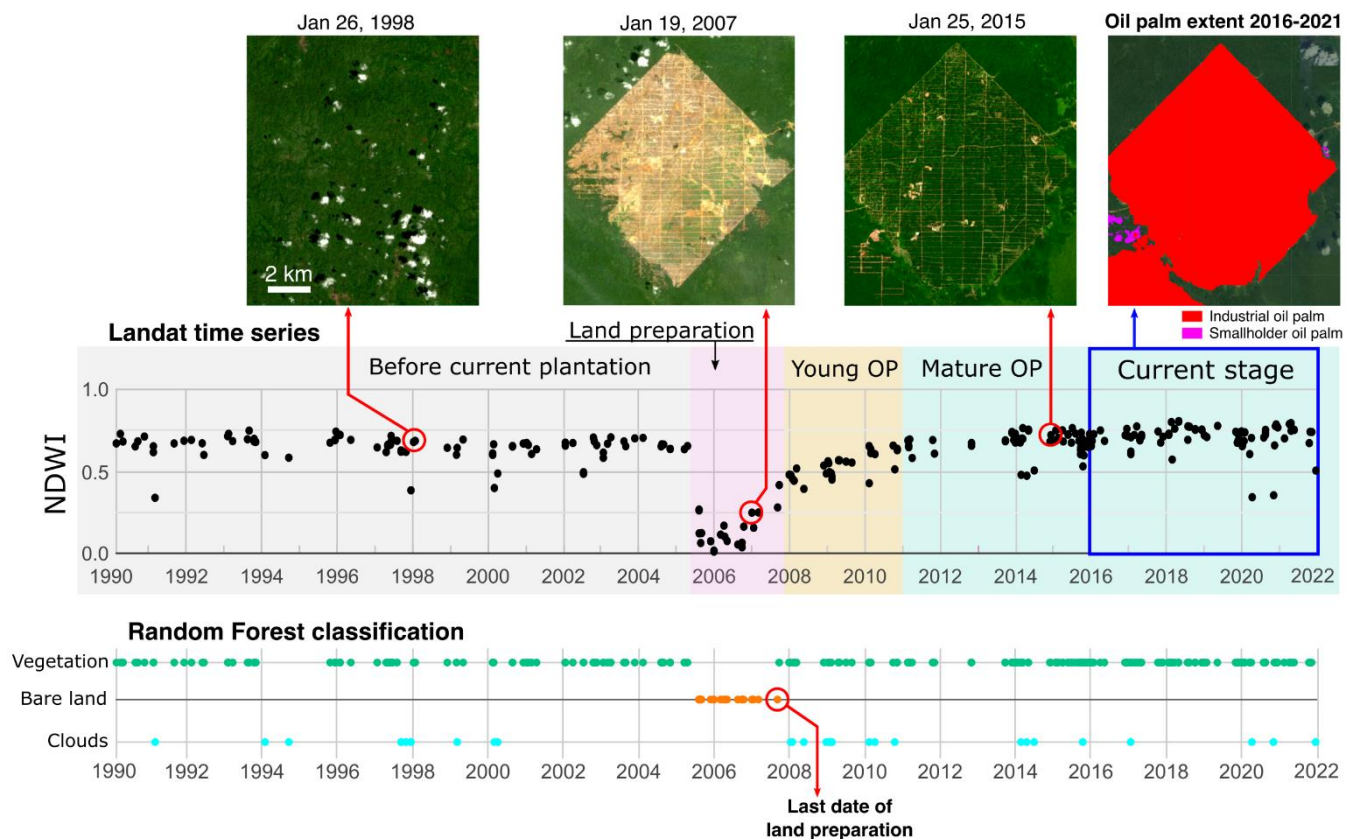 Jan 26, 1998
Jan 19, 2007
Jan 25, 2015
Oil palm extent 2016-2021
2 km
Industrial oil palm
Smallholder oil palm
Landat time series
Land preparation
Before current plantation
Young OP
Mature OP
Current stage
NDWI
1.0
0.5
0.0
1990 1992 1994 1996 1998 2000 2002 2004 2006 2008 2010 2012 2014 2016 2018 2020 2022
Random Forest classification
Vegetation
Bare land
Clouds
1990 1992 1994 1996 1998 2000 2002 2004 2006 2008 2010 2012 2014 2016 2018 2020 2022
Last date of
land preparation